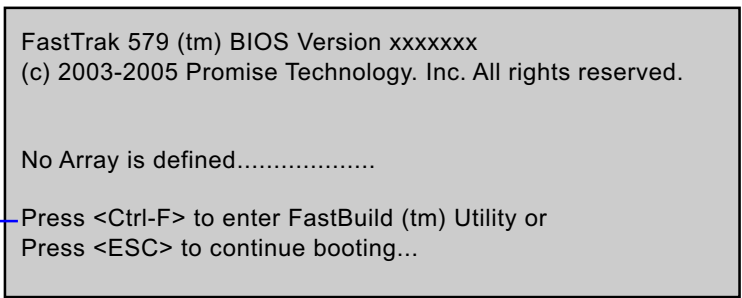 FastTrak 579 (tm) BIOS Version xxxxxxx
(c) 2003-2005 Promise Technology. Inc. All rights reserved.
No Array is defined...................
Press <Ctrl-F> to enter FastBuild (tm) Utility or
Press <ESC> to continue booting...